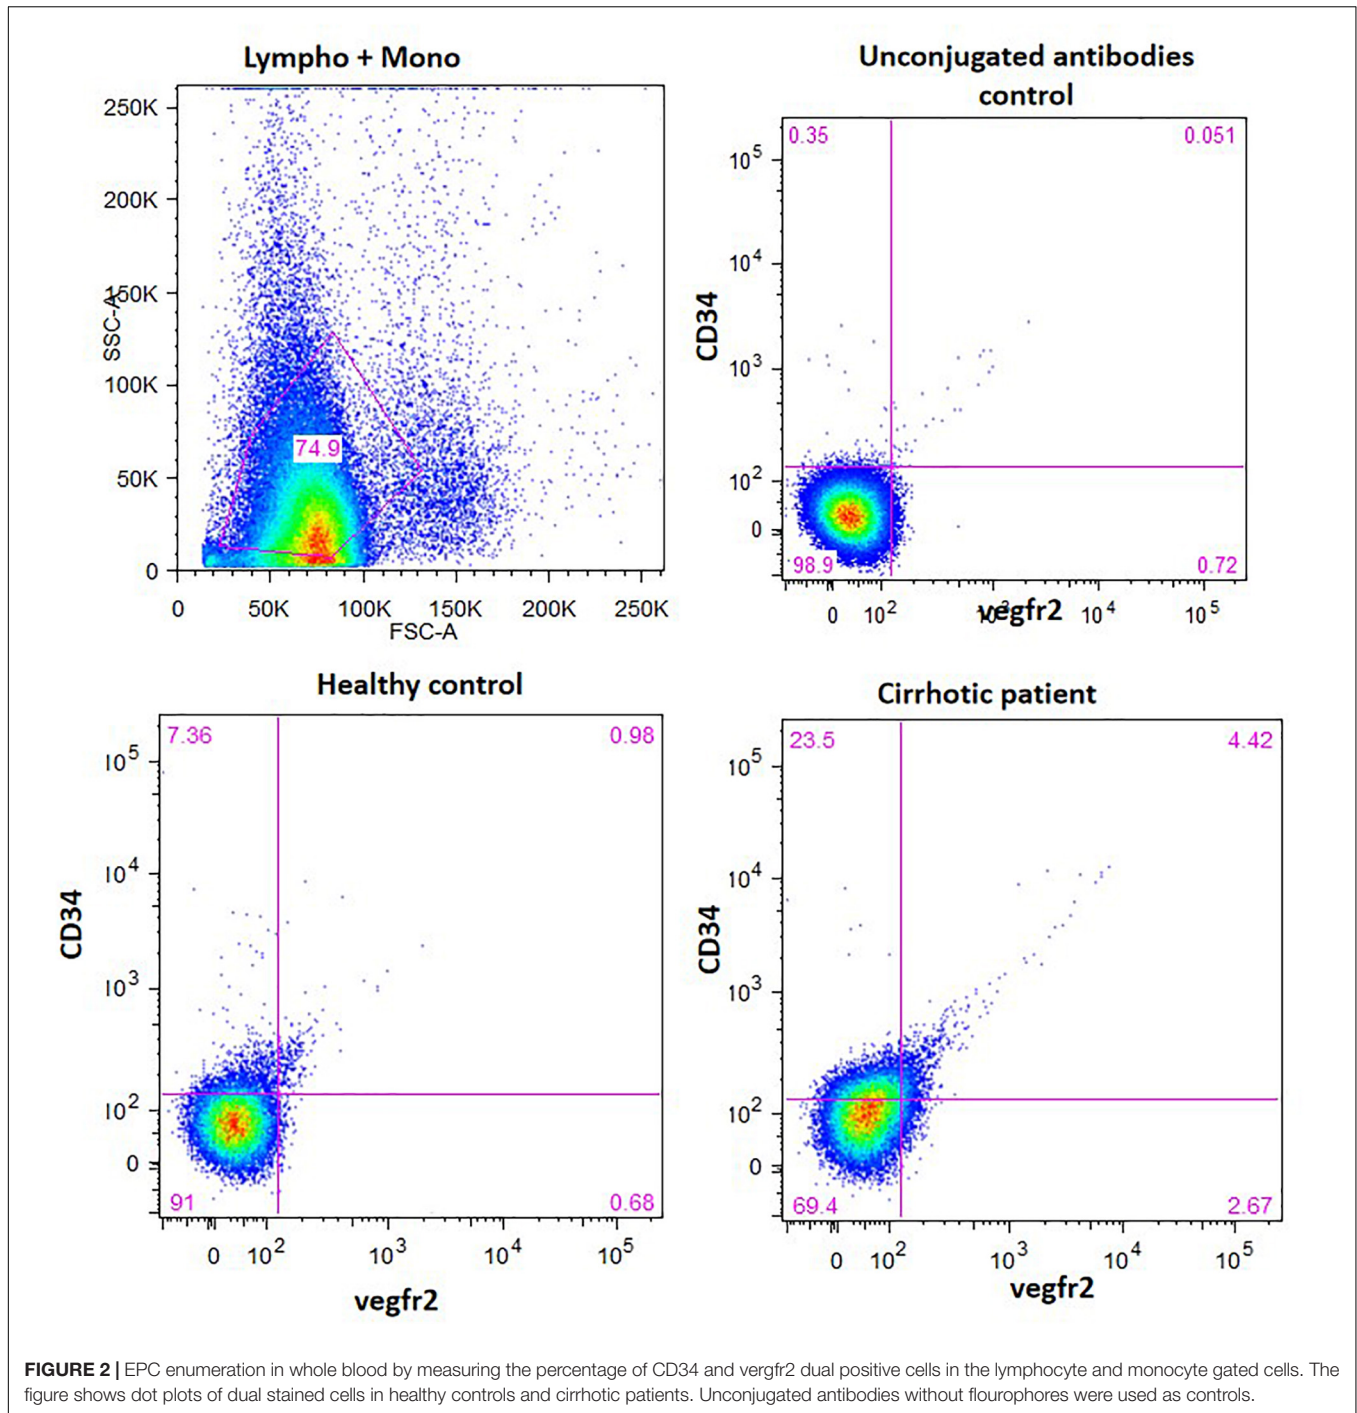 Lympho + Mono
250K
200K
150K
100K
50K
0
SSC-A
74.9
0 50K 100K 150K 200K 250K
FSC-A
Unconjugated antibodies
control
0.35 0.051
10^5
10^4
10^3
10^2
0
CD34
98.9 0.72
0 10^2 10^3 10^4 10^5
vegfr2
Healthy control
7.36 0.98
10^5
10^4
10^3
10^2
0
CD34
91 0.68
0 10^2 10^3 10^4 10^5
vegfr2
Cirrhotic patient
23.5 4.42
10^5
10^4
10^3
10^2
0
CD34
69.4 2.67
0 10^2 10^3 10^4 10^5
vegfr2
FIGURE 2 | EPC enumeration in whole blood by measuring the percentage of CD34 and vergfr2 dual positive cells in the lymphocyte and monocyte gated cells. The
figure shows dot plots of dual stained cells in healthy controls and cirrhotic patients. Unconjugated antibodies without flourophores were used as controls.